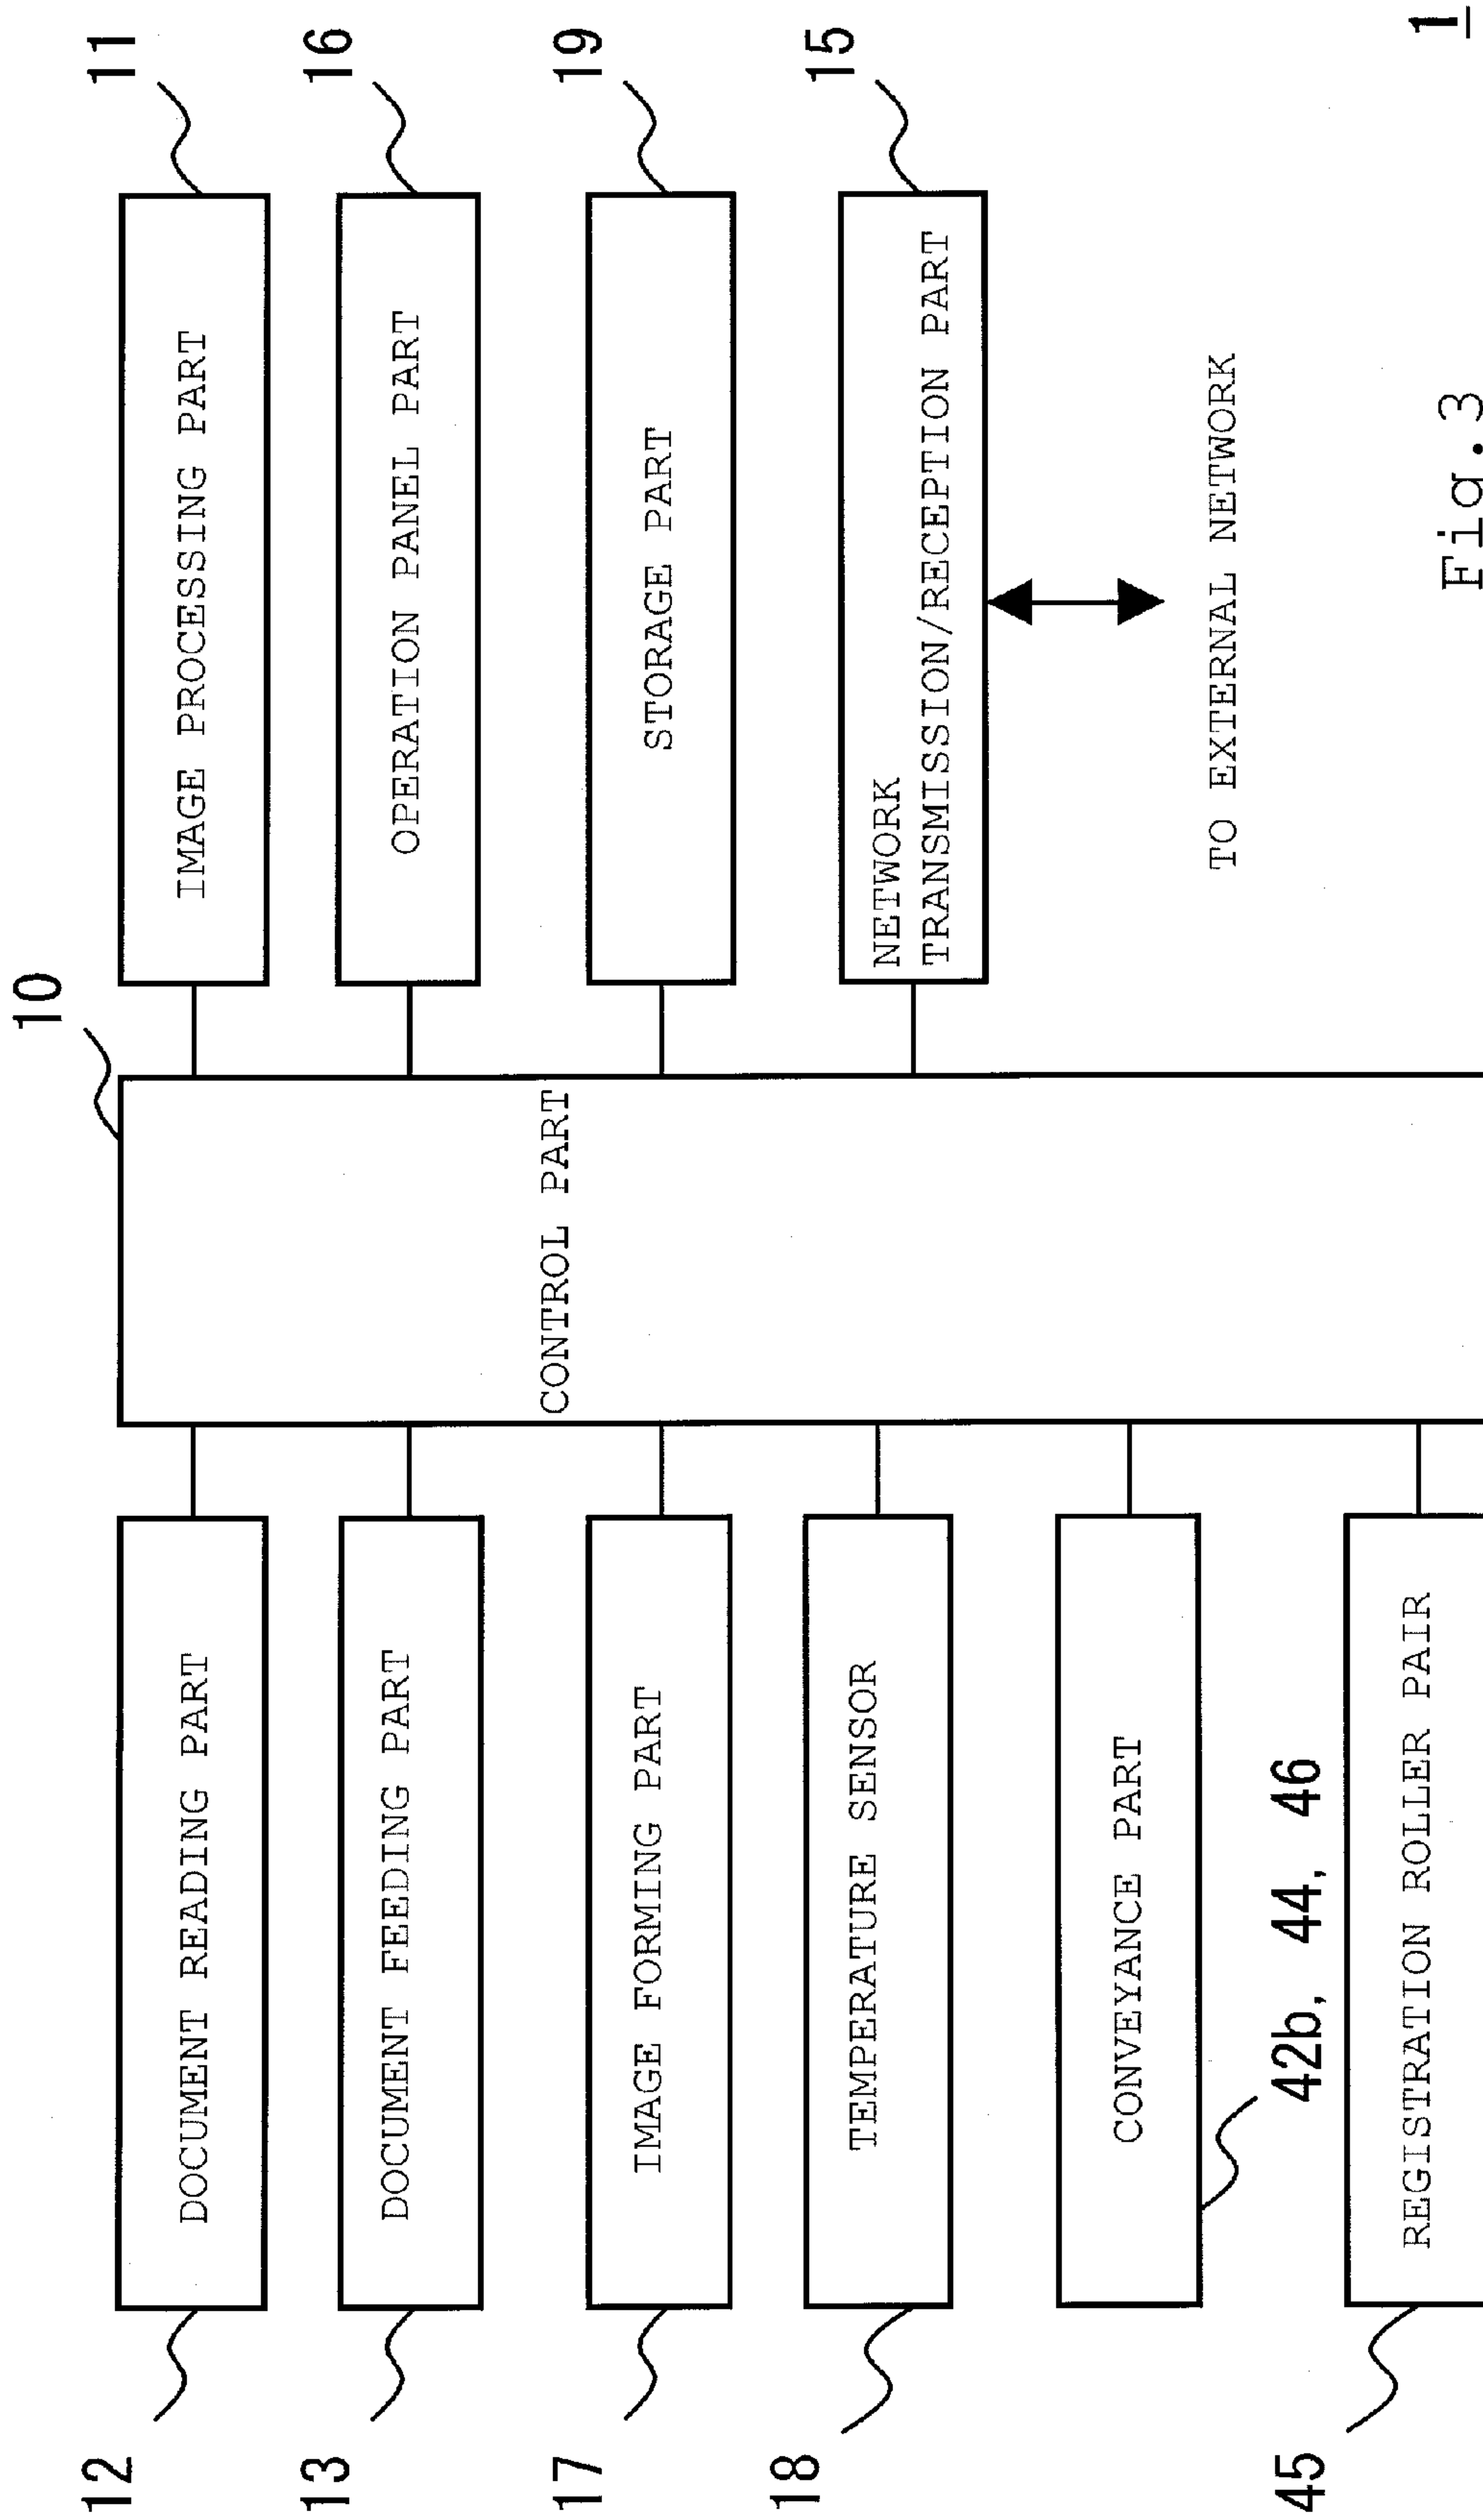 10
12
DOCUMENT READING PART
IMAGE PROCESSING PART
11
13
DOCUMENT FEEDING PART
OPERATION PANEL PART
16
17
IMAGE FORMING PART
CONTROL PART
STORAGE PART
19
18
TEMPERATURE SENSOR
NETWORK
TRANSMISSION/RECEPTION PART
15
CONVEYANCE PART
42b, 44, 46
TO EXTERNAL NETWORK
45
REGISTRATION ROLLER PAIR
Fig.3
1